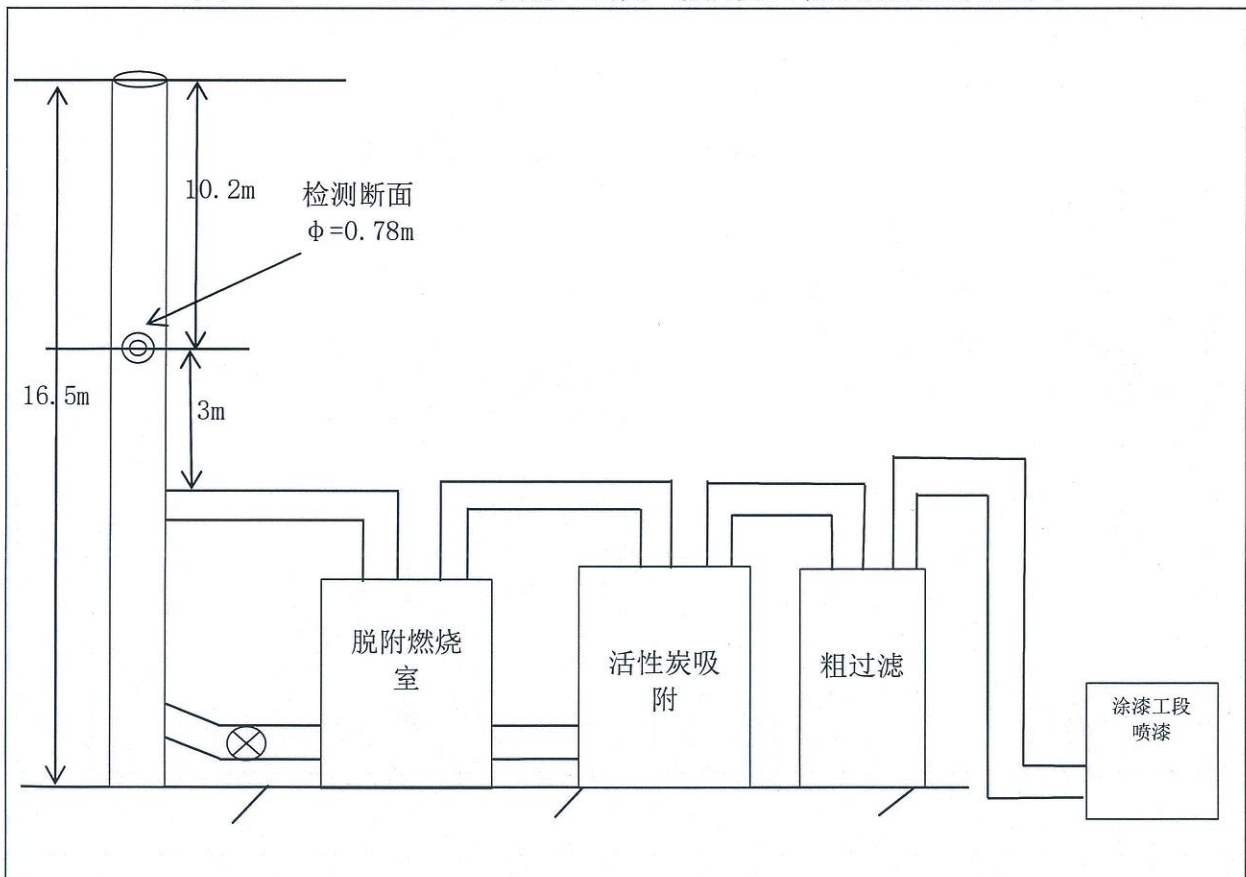 10.2m
检测断面
φ=0.78m
16.5m
3m
脱附燃烧
室
活性炭吸
附
粗过滤
涂漆工段
喷漆